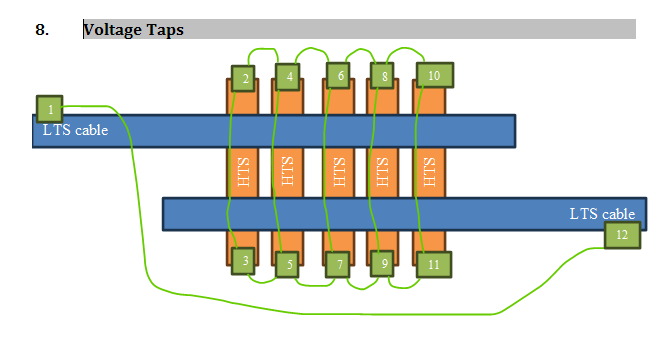 8. Voltage Taps
2 4 6 8 10
1
LTS cable
HTS HTS HTS HTS HTS
LTS cable
12
3 5 7 9 11